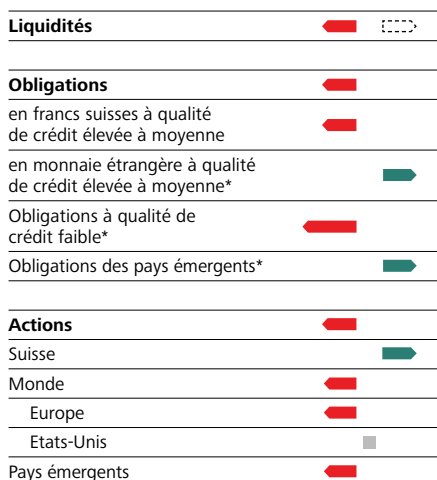 Liquidités
Obligations
en francs suisses à qualité
de crédit élevée à moyenne
en monnaie étrangère à qualité
de crédit élevée à moyenne*
Obligations à qualité de
crédit faible*
Obligations des pays émergents*
Actions
Suisse
Monde
Europe
Etats-Unis
Pays émergents